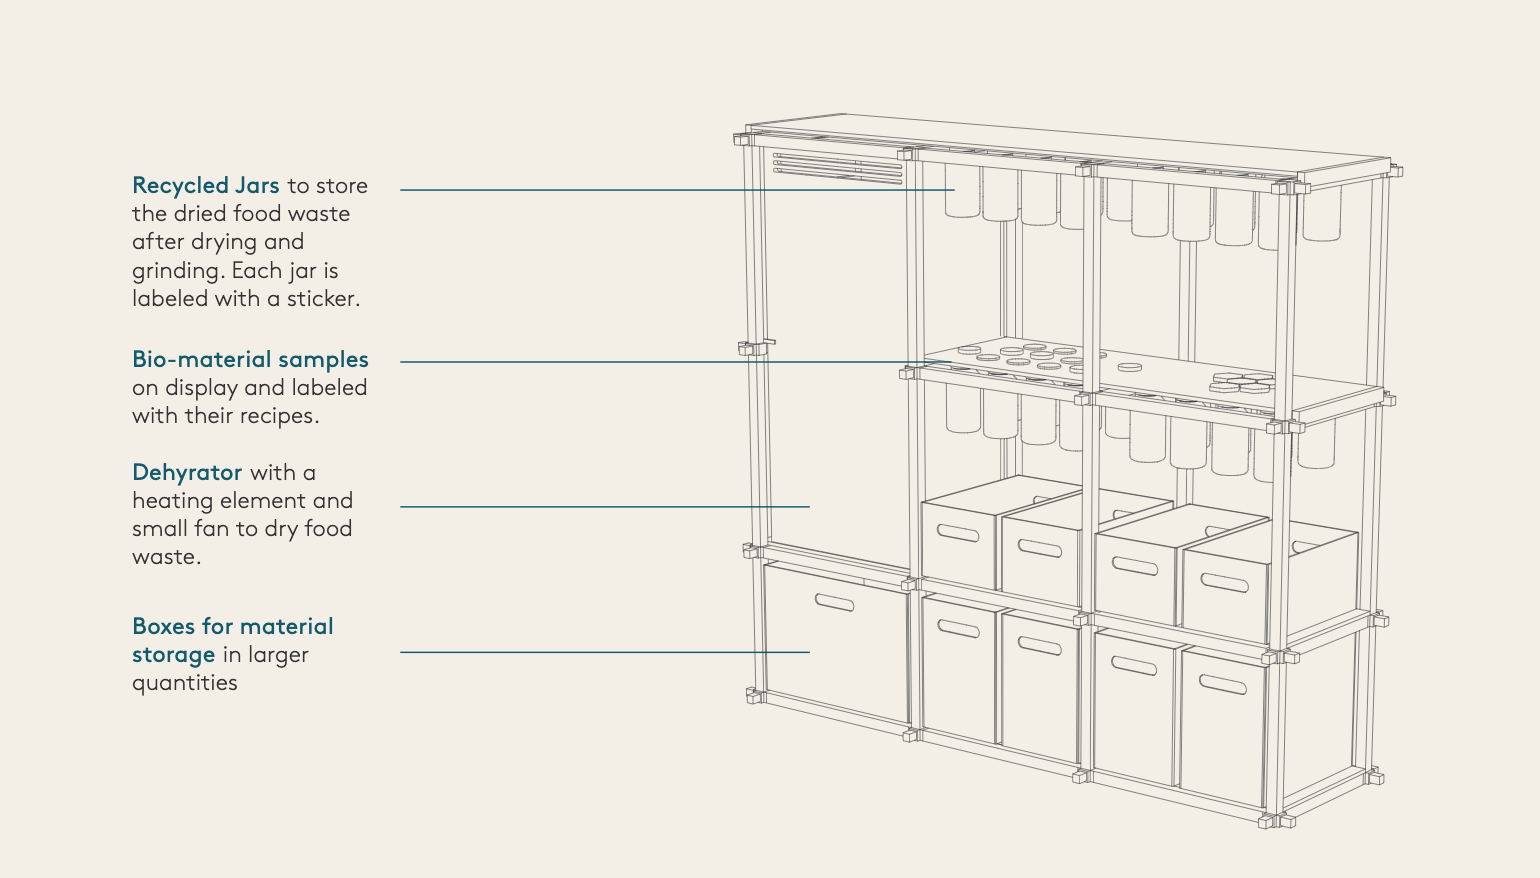 Recycled Jars to store
the dried food waste
after drying and
grinding. Each jar is
labeled with a sticker.
Bio-material samples
on display and labeled
with their recipes.
Dehyrator with a
heating element and
small fan to dry food
waste.
Boxes for material
storage in larger
quantities